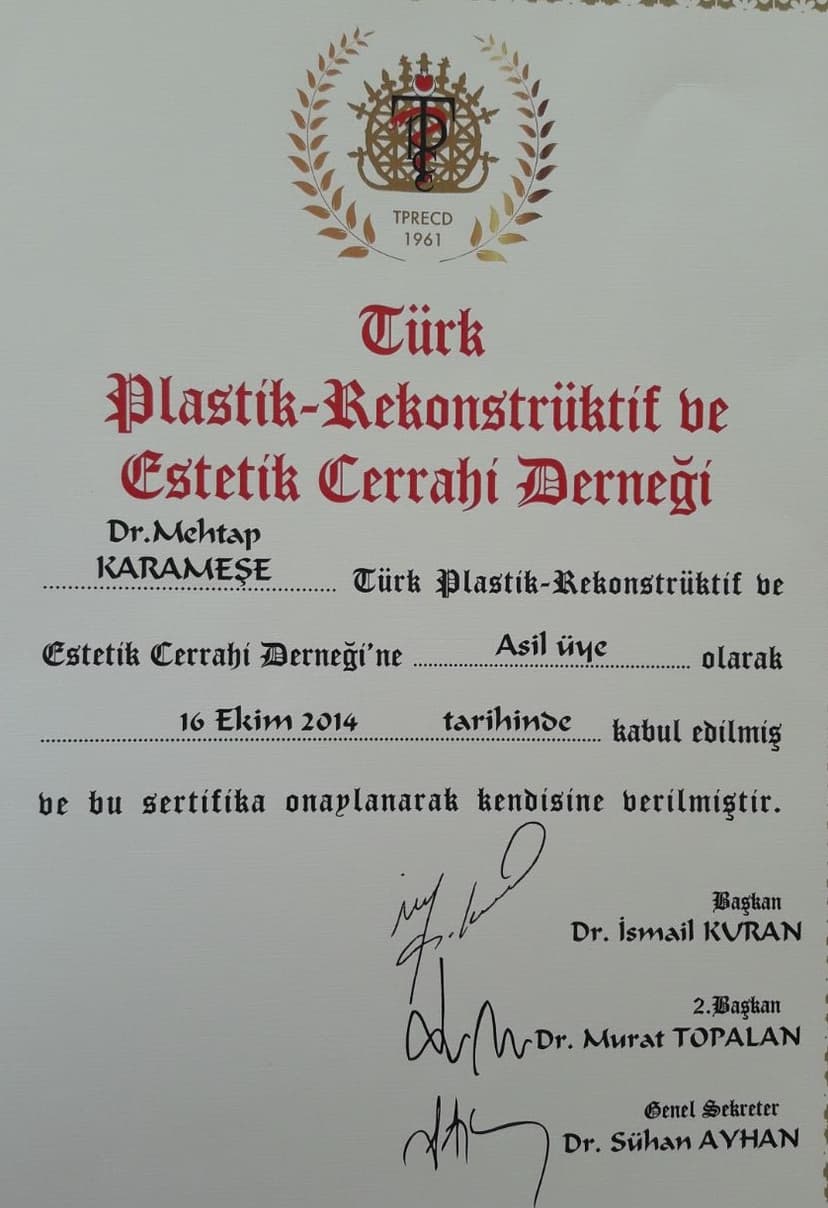 TPRECD
1961
Türk
Plastik-Rekonstrüktif ve
Estetik Cerrahi Derneği
Dr.Mehtap
KARAMEŞE Türk Plastik-Rekonstrüktif ve
Estetik Cerrahi Derneği'ne Asil üye olarak
16 Ekim 2014 tarihinde kabul edilmiş
ve bu sertifika onaylanarak kendisine verilmiştir.
Başkan
Dr. İsmail KURAN
2.Başkan
Dr. Murat TOPALAN
Genel Sekreter
Dr. Sühan AYHAN